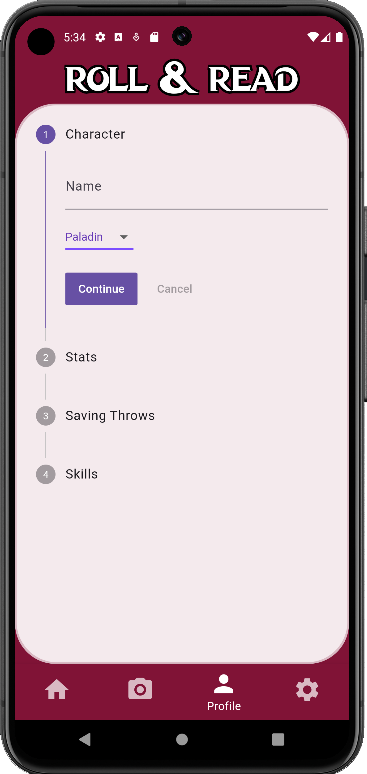 5:34
ROLL & READ
1 Character
Name
Paladin
Continue Cancel
2 Stats
3 Saving Throws
4 Skills
Profile